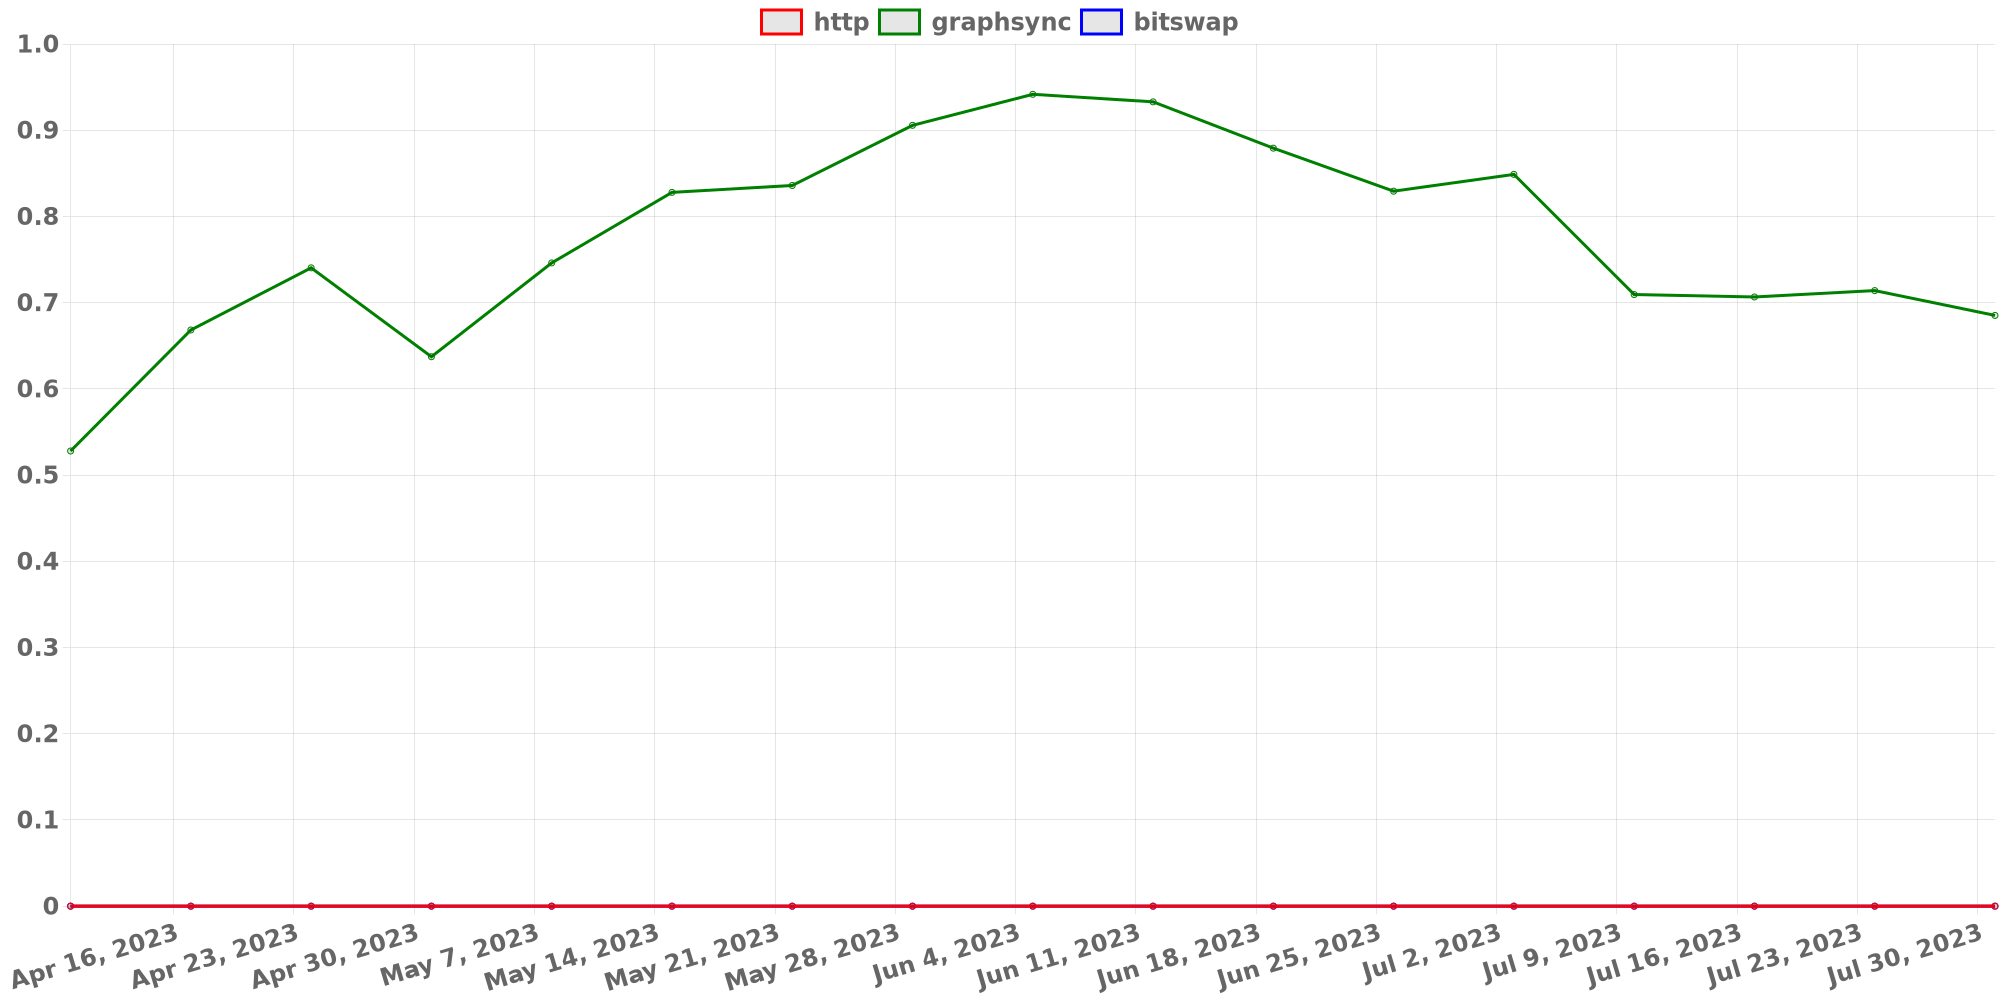 http graphsync bitswap
1.0
0.9
0.8
0.7
0.6
0.5
0.4
0.3
0.2
0.1
0
Apr 16, 2023
Apr 23, 2023
Apr 30, 2023
May 7, 2023
May 14, 2023
May 21, 2023
May 28, 2023
Jun 4, 2023
Jun 11, 2023
Jun 18, 2023
Jun 25, 2023
Jul 2, 2023
Jul 9, 2023
Jul 16, 2023
Jul 23, 2023
Jul 30, 2023